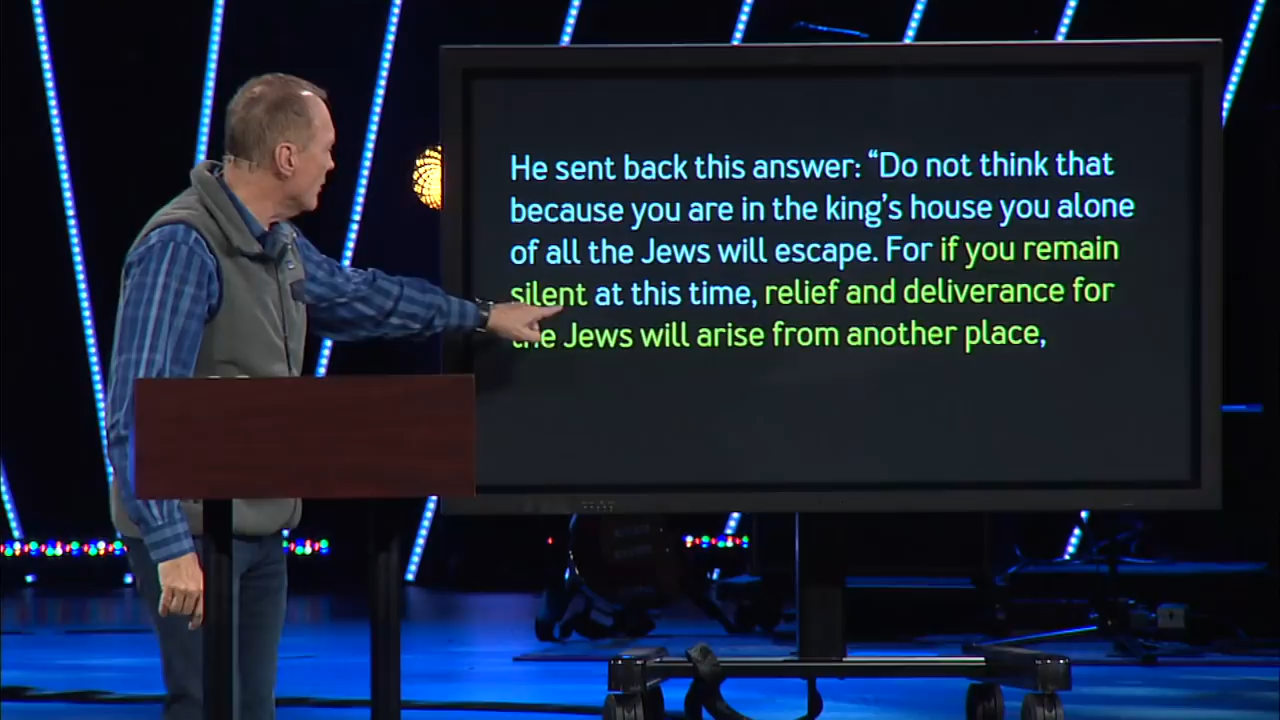 He sent back this answer: “Do not think that
because you are in the king’s house you alone
of all the Jews will escape. For if you remain
silent at this time, relief and deliverance for
the Jews will arise from another place,